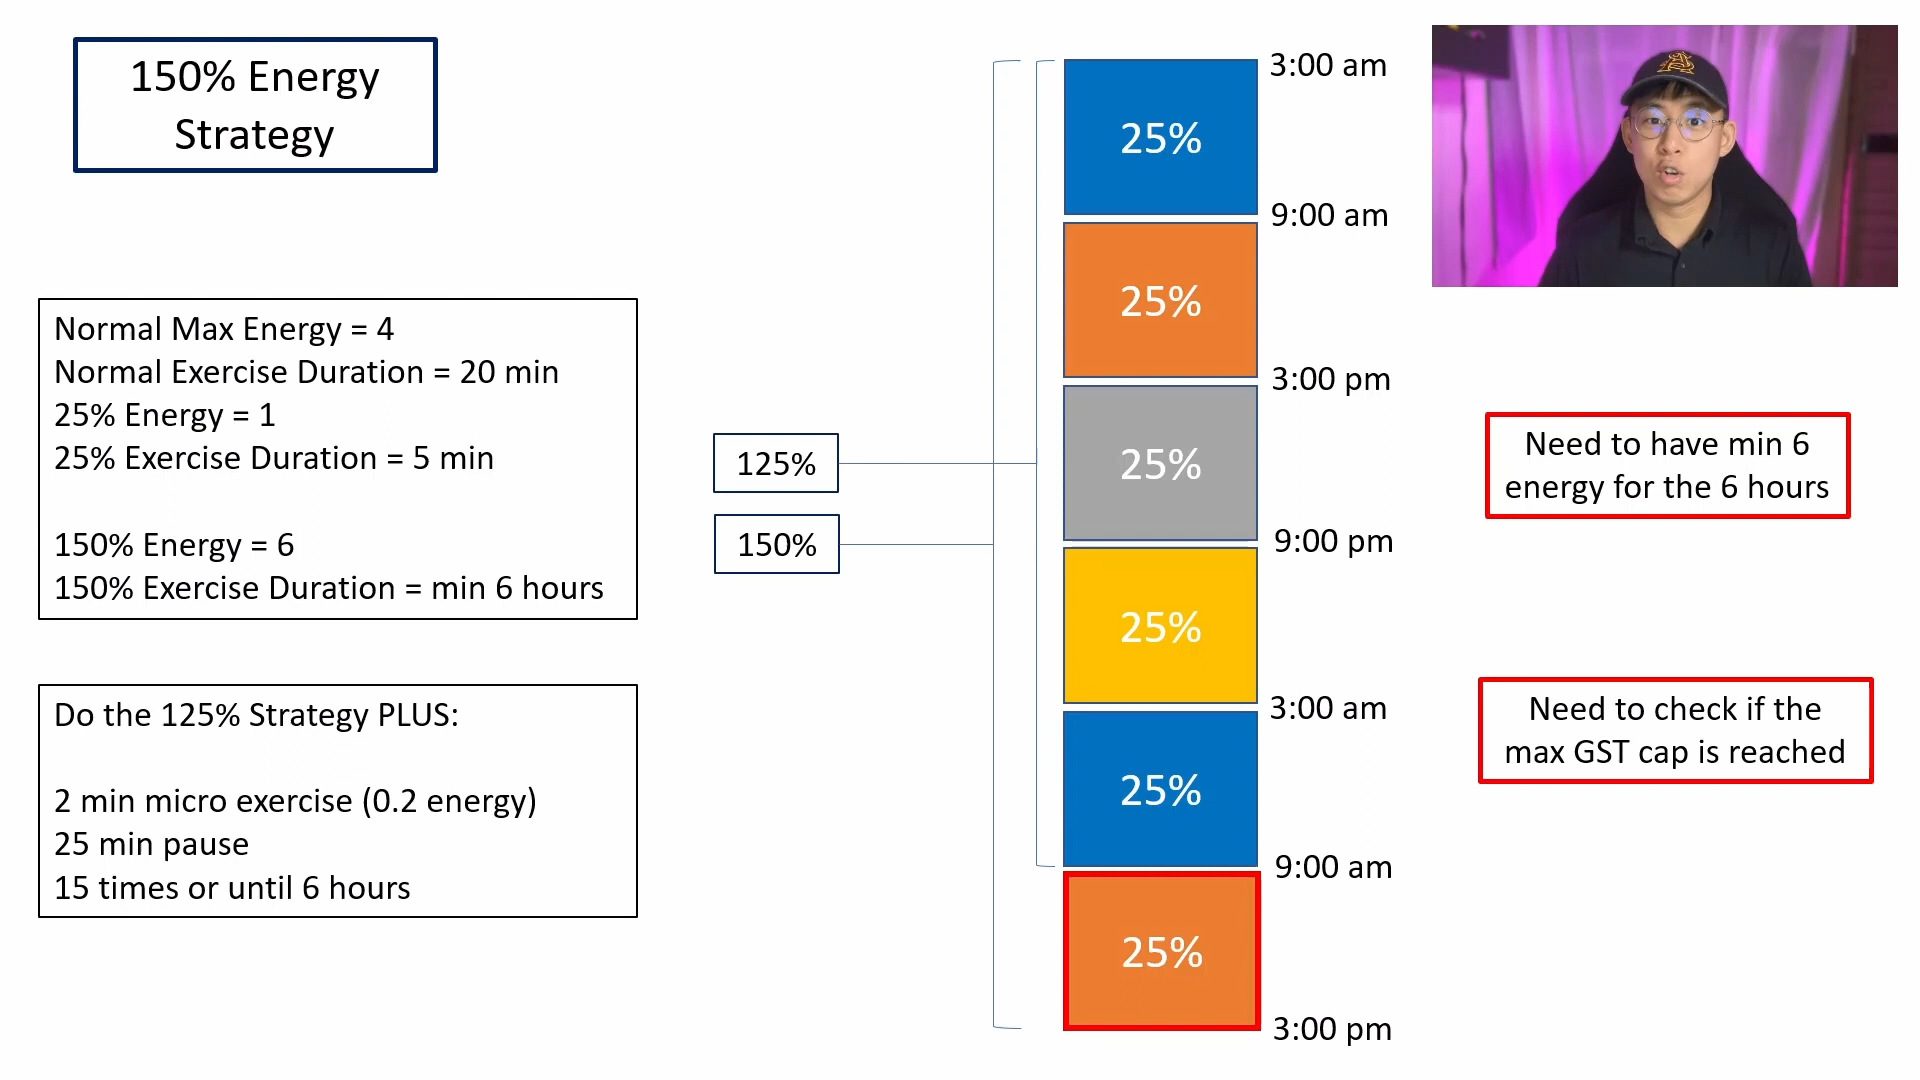 150% Energy
Strategy
Normal Max Energy = 4
Normal Exercise Duration = 20 min
25% Energy = 1
25% Exercise Duration = 5 min
150% Energy = 6
150% Exercise Duration = min 6 hours
Do the 125% Strategy PLUS:
2 min micro exercise (0.2 energy)
25 min pause
15 times or until 6 hours
125%
150%
3:00 am
25%
9:00 am
25%
3:00 pm
25%
9:00 pm
25%
3:00 am
25%
9:00 am
25%
3:00 pm
Need to have min 6
energy for the 6 hours
Need to check if the
max GST cap is reached